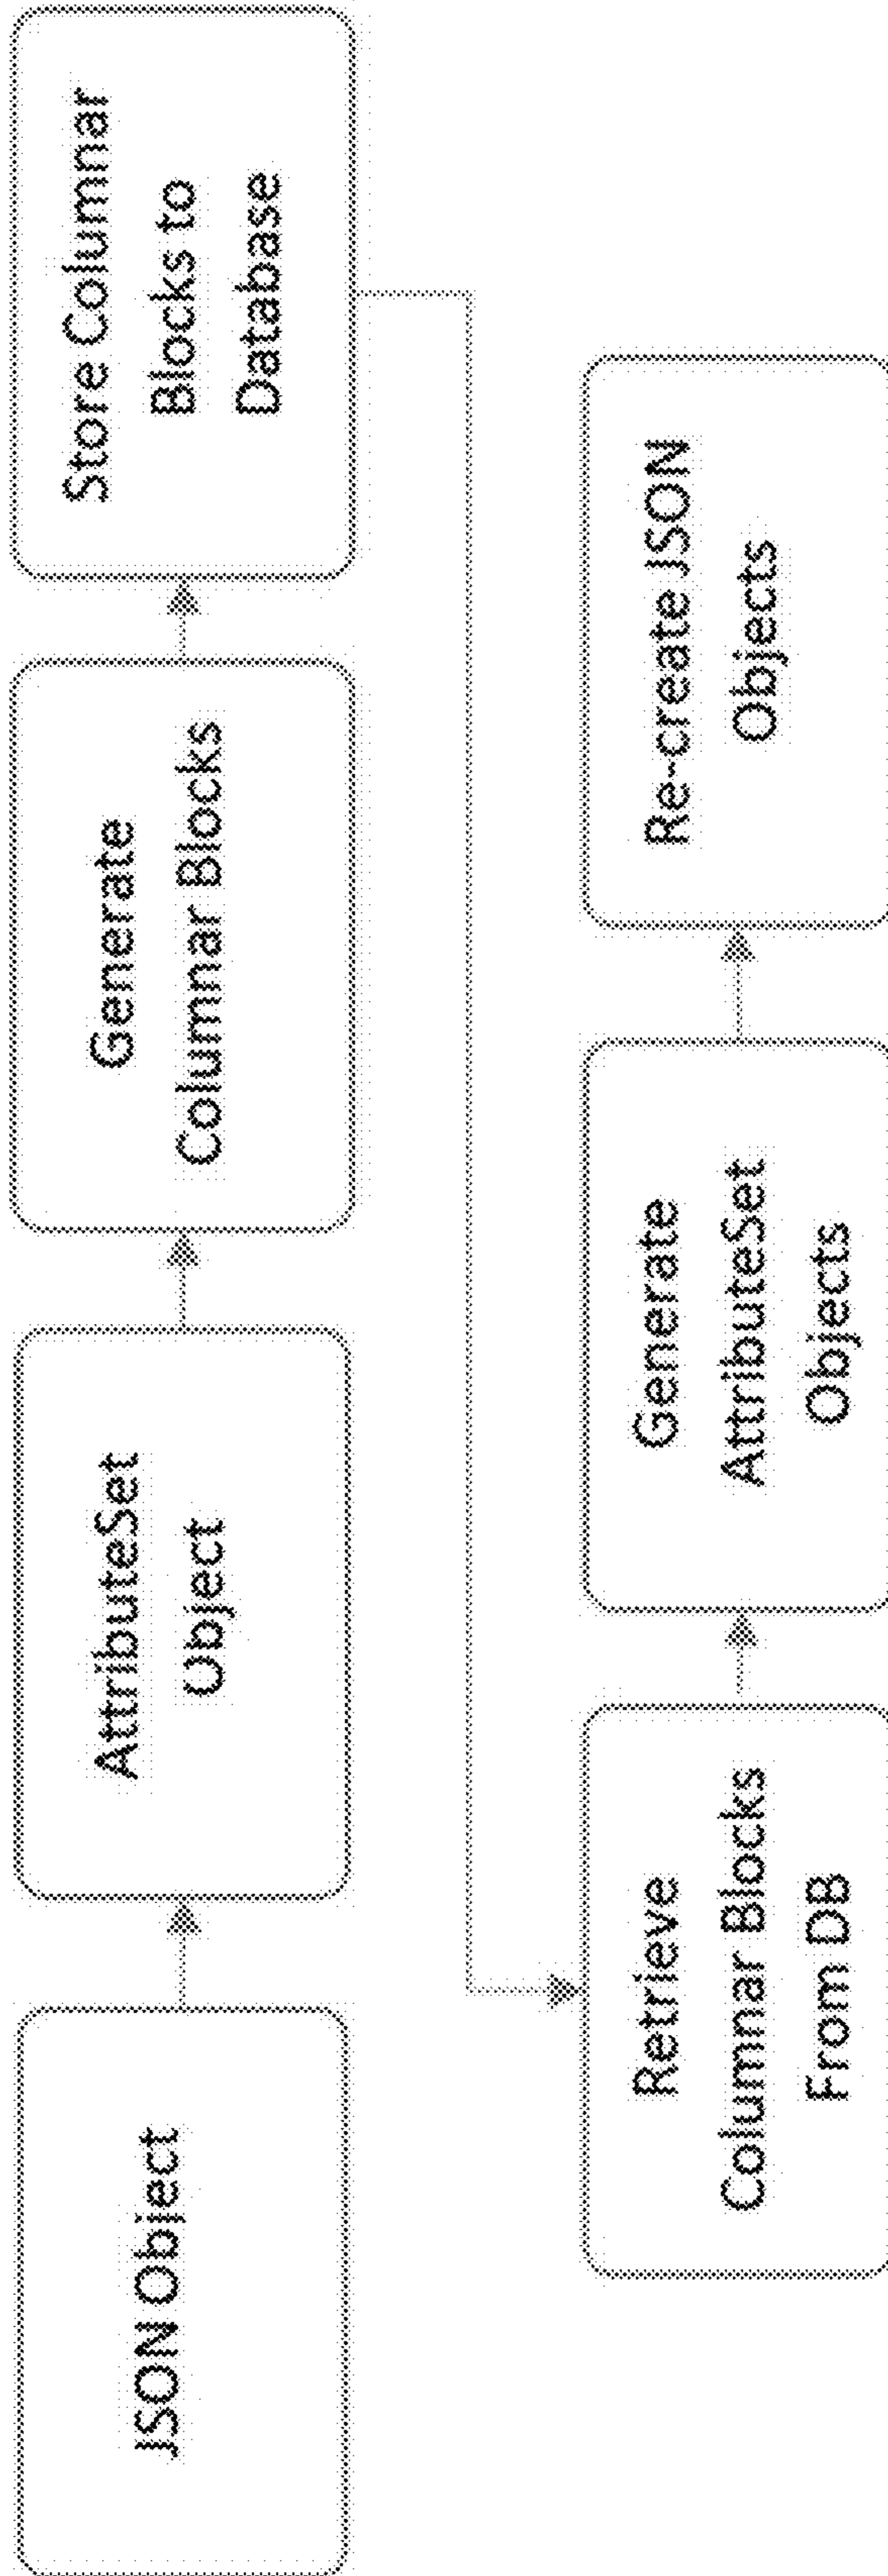 JSON Object
AttributeSet
Object
Generate
Columnar Blocks
Store Columnar
Blocks to
Database
Retrieve
Columnar Blocks
From DB
Generate
AttributeSet
Objects
Re-create JSON
Objects